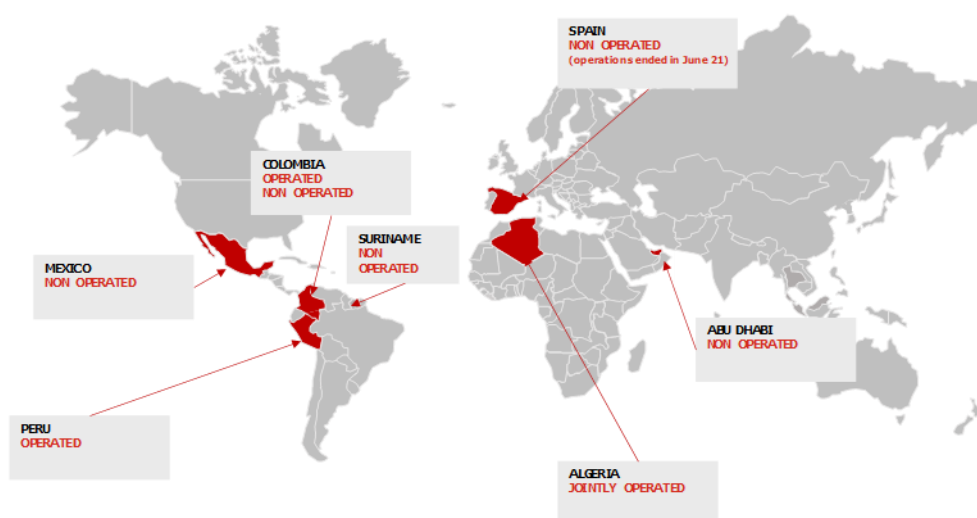 SPAIN
NON OPERATED
(operations ended in June 21)
COLOMBIA
OPERATED
NON OPERATED
SURINAME
NON
OPERATED
MEXICO
NON OPERATED
ABU DHABI
NON OPERATED
PERU
OPERATED
ALGERIA
JOINTLY OPERATED